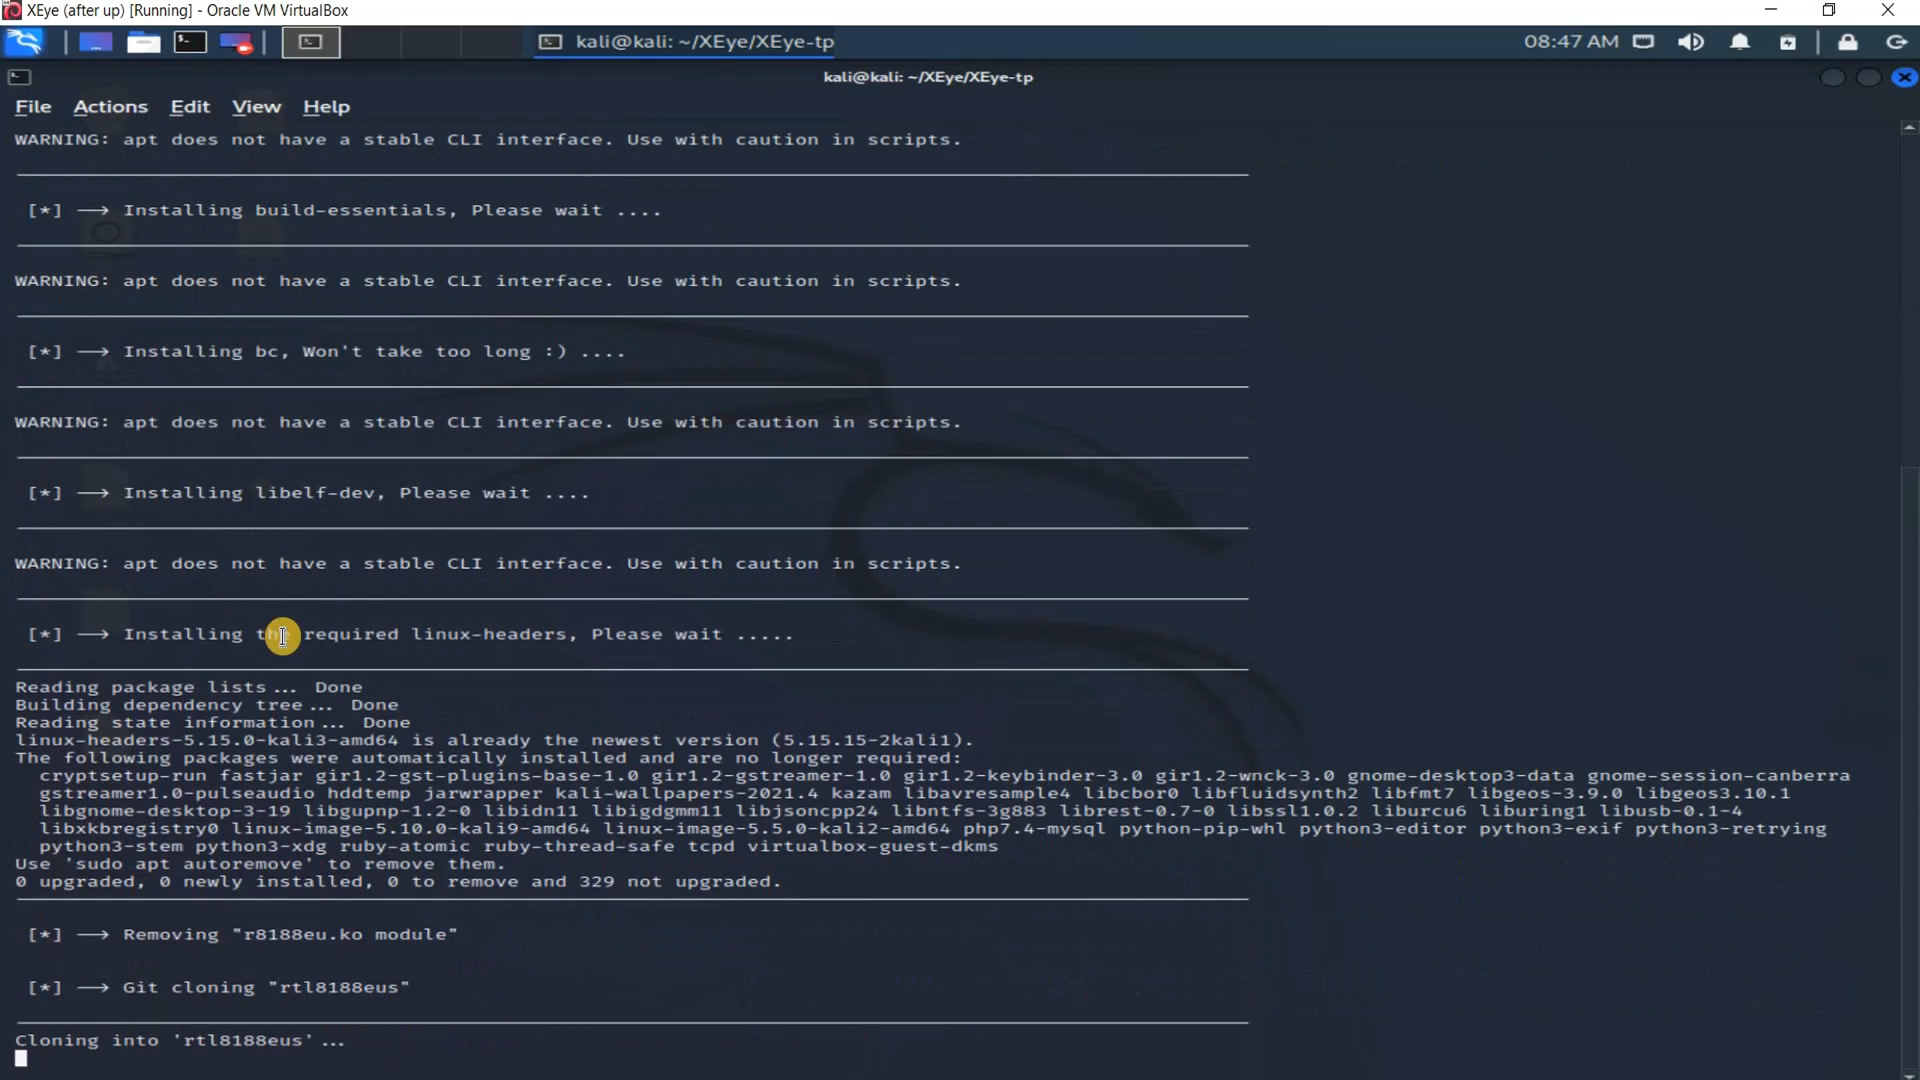 XEye (after up) [Running] - Oracle VM VirtualBox
kali@kali: ~/XEye/XEye-tp
08:47 AM
kali@kali: ~/XEye/XEye-tp
File Actions Edit View Help
WARNING: apt does not have a stable CLI interface. Use with caution in scripts.
[*] ⟶ Installing build-essentials, Please wait ....
WARNING: apt does not have a stable CLI interface. Use with caution in scripts.
[*] ⟶ Installing bc, Won't take too long :) ....
WARNING: apt does not have a stable CLI interface. Use with caution in scripts.
[*] ⟶ Installing libelf-dev, Please wait ....
WARNING: apt does not have a stable CLI interface. Use with caution in scripts.
[*] ⟶ Installing the required linux-headers, Please wait .....
Reading package lists... Done
Building dependency tree... Done
Reading state information... Done
linux-headers-5.15.0-kali3-amd64 is already the newest version (5.15.15-2kali1).
The following packages were automatically installed and are no longer required:
cryptsetup-run fastjar gir1.2-gst-plugins-base-1.0 gir1.2-gstreamer-1.0 gir1.2-keybinder-3.0 gir1.2-wnck-3.0 gnome-desktop3-data gnome-session-canberra
gstreamer1.0-pulseaudio hddtemp jarwrapper kali-wallpapers-2021.4 kazam libavresample4 libcbor0 libfluidsynth2 libfmt7 libgeos-3.9.0 libgeos3.10.1
libgnome-desktop-3-19 libgupnp-1.2-0 libidn11 libigdgmm11 libjsoncpp24 libntfs-3g883 librest-0.7-0 libssl1.0.2 liburcu6 liburing1 libusb-0.1-4
libxkbregistry0 linux-image-5.10.0-kali9-amd64 linux-image-5.5.0-kali2-amd64 php7.4-mysql python-pip-whl python3-editor python3-exif python3-retrying
python3-stem python3-xdg ruby-atomic ruby-thread-safe tcpd virtualbox-guest-dkms
Use 'sudo apt autoremove' to remove them.
0 upgraded, 0 newly installed, 0 to remove and 329 not upgraded.
[*] ⟶ Removing "r8188eu.ko module"
[*] ⟶ Git cloning "rtl8188eus"
Cloning into 'rtl8188eus'...